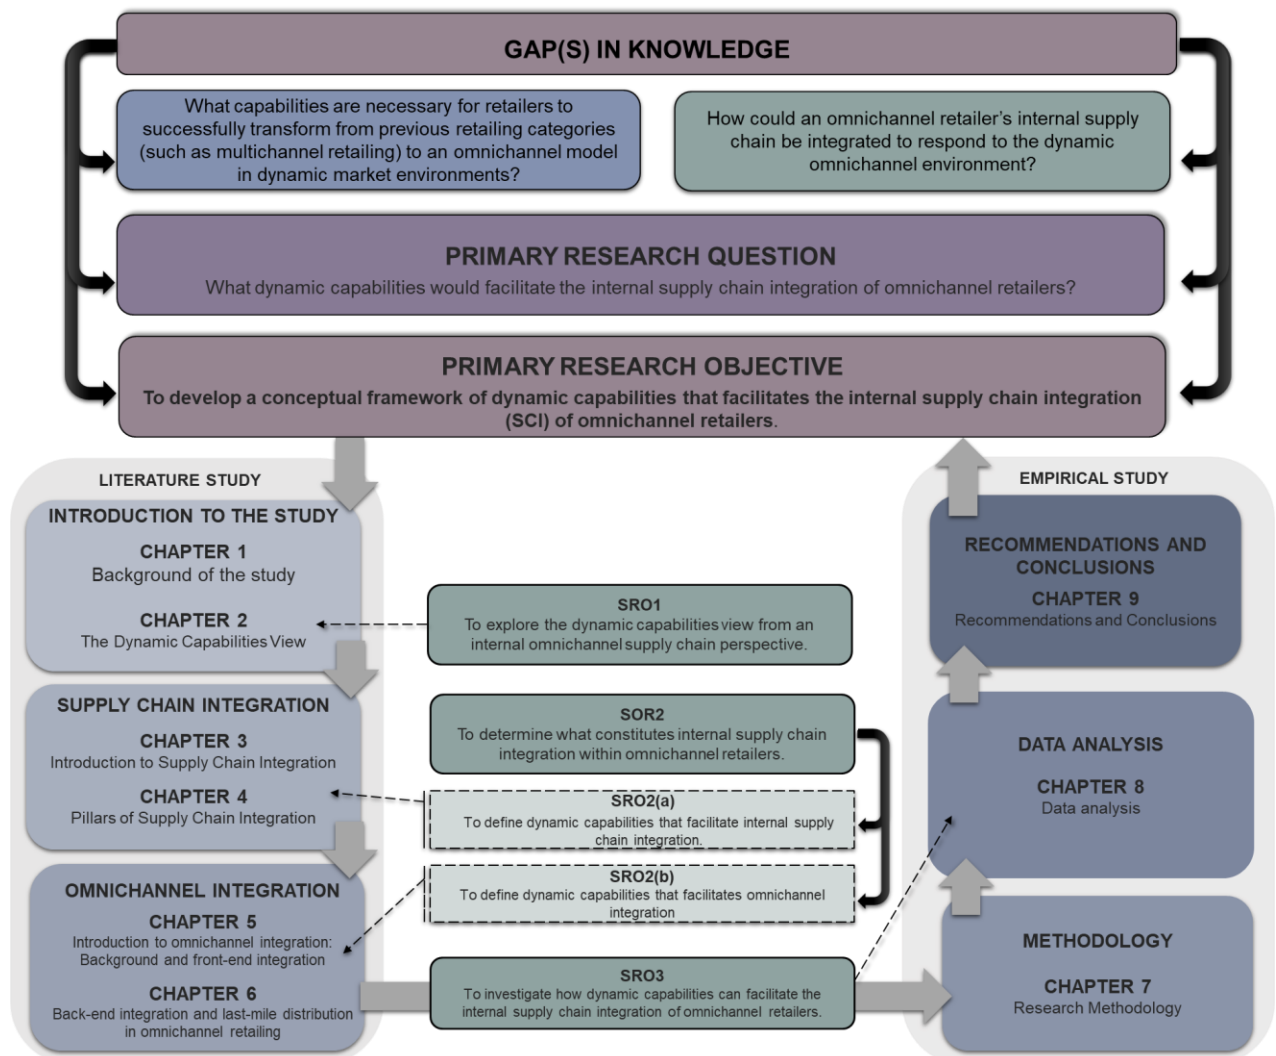 GAP(S) IN KNOWLEDGE
What capabilities are necessary for retailers to
successfully transform from previous retailing categories
(such as multichannel retailing) to an omnichannel model
in dynamic market environments?
How could an omnichannel retailer's internal supply
chain be integrated to respond to the dynamic
omnichannel environment?
PRIMARY RESEARCH QUESTION
What dynamic capabilities would facilitate the internal supply chain integration of omnichannel retailers?
PRIMARY RESEARCH OBJECTIVE
To develop a conceptual framework of dynamic capabilities that facilitates the internal supply chain integration
(SCI) of omnichannel retailers.
LITERATURE STUDY
INTRODUCTION TO THE STUDY
CHAPTER 1
Background of the study
CHAPTER 2
The Dynamic Capabilities View
SUPPLY CHAIN INTEGRATION
CHAPTER 3
Introduction to Supply Chain Integration
CHAPTER 4
Pillars of Supply Chain Integration
OMNICHANNEL INTEGRATION
CHAPTER 5
Introduction to omnichannel integration:
Background and front-end integration
CHAPTER 6
Back-end integration and last-mile distribution
in omnichannel retailing
SRO1
To explore the dynamic capabilities view from an
internal omnichannel supply chain perspective.
SOR2
To determine what constitutes internal supply chain
integration within omnichannel retailers.
SRO2(a)
To define dynamic capabilities that facilitate internal supply
chain integration.
SRO2(b)
To define dynamic capabilities that facilitates omnichannel
integration
SRO3
To investigate how dynamic capabilities can facilitate the
internal supply chain integration of omnichannel retailers.
EMPIRICAL STUDY
RECOMMENDATIONS AND
CONCLUSIONS
CHAPTER 9
Recommendations and Conclusions
DATA ANALYSIS
CHAPTER 8
Data analysis
METHODOLOGY
CHAPTER 7
Research Methodology